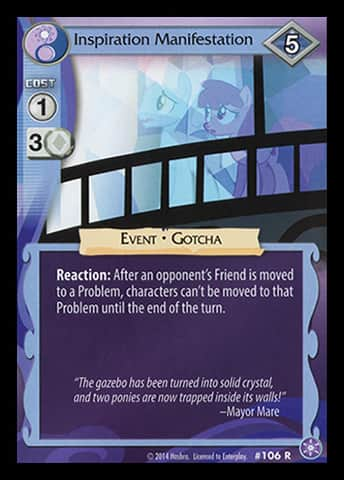 Inspiration Manifestation
5
COST
1
3
EVENT • GOTCHA
Reaction: After an opponent's Friend is moved
to a Problem, characters can't be moved to that
Problem until the end of the turn.
"The gazebo has been turned into solid crystal,
and two ponies are now trapped inside its walls!"
–Mayor Mare
© 2014 Hasbro. Licensed to Enterplay. #106 R